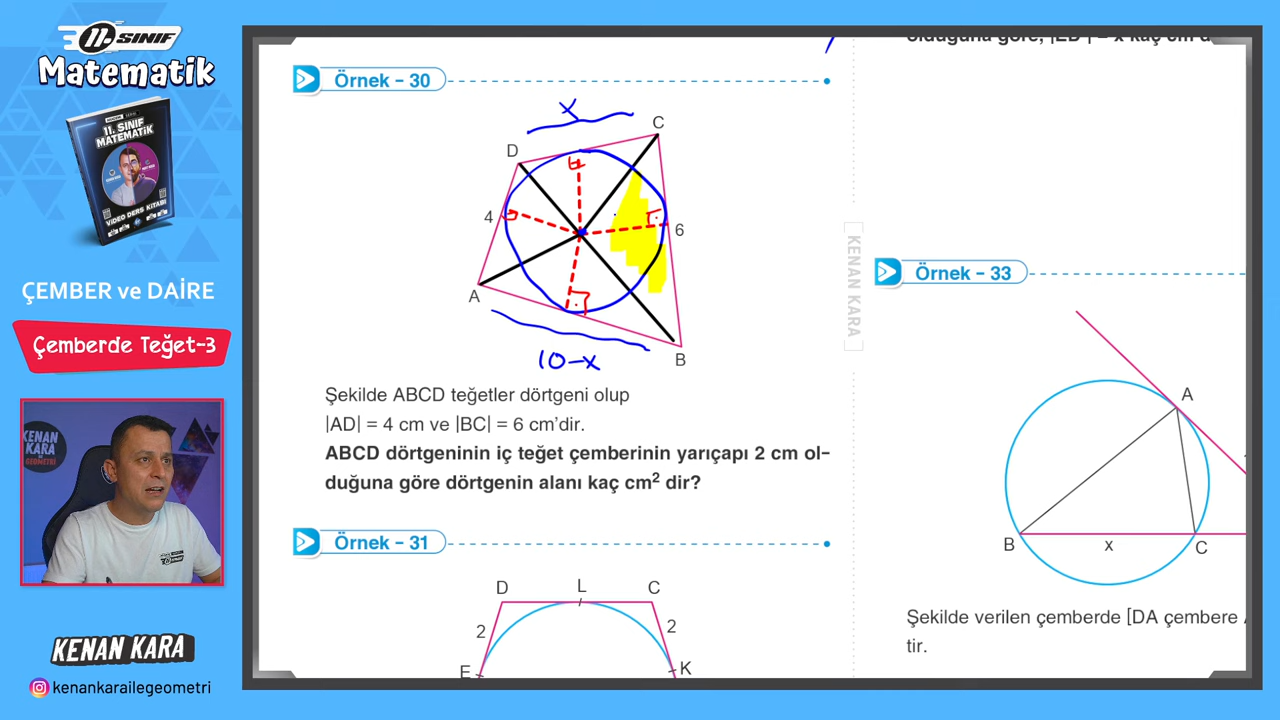 11. SINIF
Matematik
11. SINIF
MATEMATİK
VİDEO DERS KİTABI
ÇEMBER ve DAİRE
Çemberde Teğet-3
KENAN
KARA
GEOMETRİ
KENAN KARA
kenankarailegeometri
Örnek - 30
x
C
D
4
6
A
B
10-x
Şekilde ABCD teğetler dörtgeni olup
|AD| = 4 cm ve |BC| = 6 cm'dir.
ABCD dörtgeninin iç teğet çemberinin yarıçapı 2 cm ol-
duğuna göre dörtgenin alanı kaç cm² dir?
Örnek - 31
D
L
C
2
2
E
K
KENAN KARA
Örnek - 33
A
B
x
C
Şekilde verilen çemberde [DA çembere
tir.